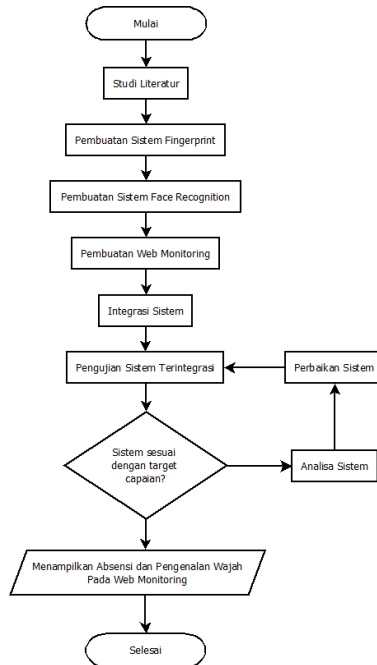 Mulai
Studi Literatur
Pembuatan Sistem Fingerprint
Pembuatan Sistem Face Recognition
Pembuatan Web Monitoring
Integrasi Sistem
Pengujian Sistem Terintegrasi
Perbaikan Sistem
Sistem sesuai
dengan target
capaian?
Analisa Sistem
Menampilkan Absensi dan Pengenalan Wajah
Pada Web Monitoring
Selesai